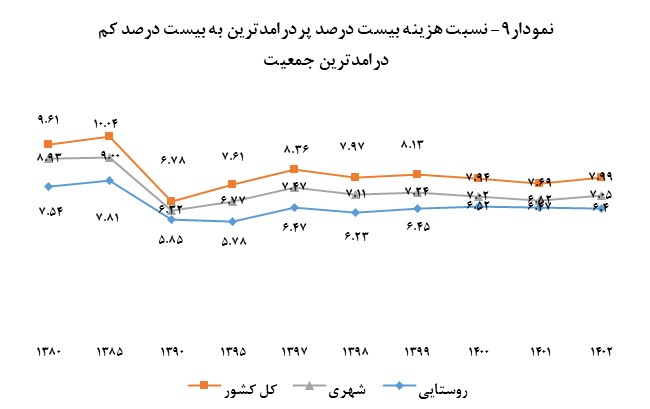 نمودار۹ - نسبت هزینه بیست درصد پر درامدترین به بیست درصد کم
درامدترین جمعیت
۹.۶۱ ۱۰.۰۴ ۶.۷۸ ۷.۶۱ ۸.۳۶ ۷.۹۷ ۸.۱۳ ۷.۹۴ ۷.۶۹ ۷.۹۹
۸.۹۳ ۹.۰۰ ۶.۳۲ ۶.۷۷ ۷.۴۷ ۷.۱۱ ۷.۲۴ ۷.۰۲ ۶.۵۲ ۷.۰۵
۷.۵۴ ۷.۸۱ ۵.۸۵ ۵.۷۸ ۶.۴۷ ۶.۲۳ ۶.۴۵ ۶.۵۲ ۶.۴۷ ۶.۴
۱۳۸۰ ۱۳۸۵ ۱۳۹۰ ۱۳۹۵ ۱۳۹۷ ۱۳۹۸ ۱۳۹۹ ۱۴۰۰ ۱۴۰۱ ۱۴۰۲
کل کشور شهری روستایی